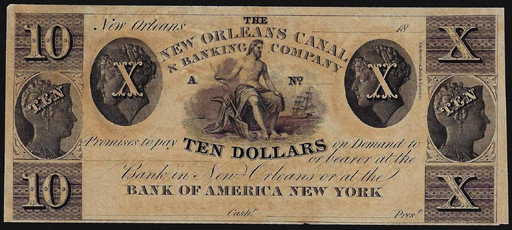 New Orleans 18
THE
10 NEW ORLEANS CANAL X
& BANKING COMPANY
X A No X
TEN TEN
Promises to pay TEN DOLLARS on Demand to
or bearer at the
Bank in New Orleans or at the
10 BANK OF AMERICA NEW YORK X
Cashr. Prest.